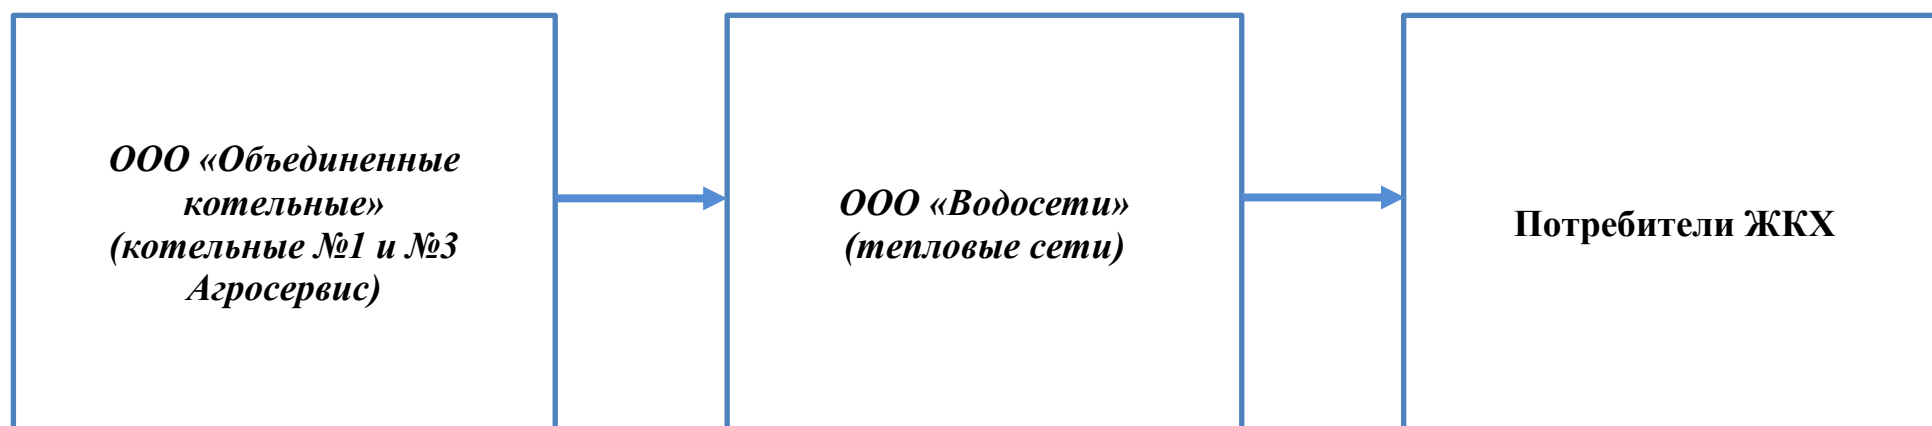 ООО «Объединенные
котельные»
(котельные №1 и №3
Агросервис)
ООО «Водосети»
(тепловые сети)
Потребители ЖКХ